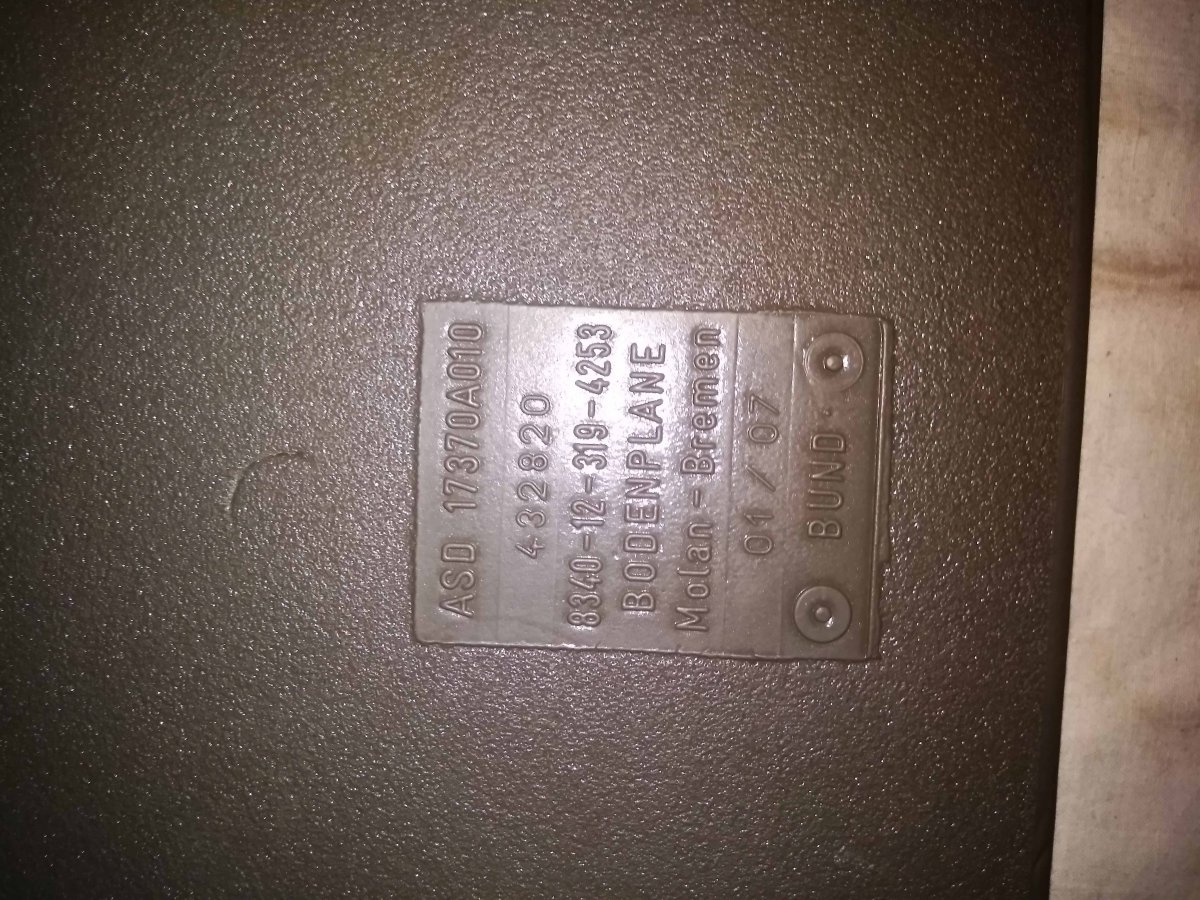 ASD 17370A010
432820
8340-12-319-4253
BODENPLANE
Molan-Bremen
01/07
BUND